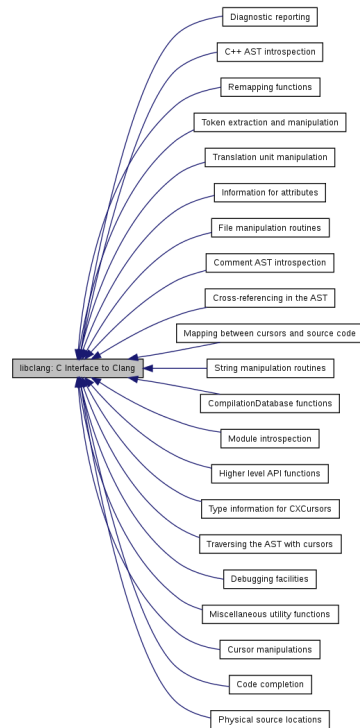 Diagnostic reporting
C++ AST introspection
Remapping functions
Token extraction and manipulation
Translation unit manipulation
Information for attributes
File manipulation routines
Comment AST introspection
Cross-referencing in the AST
Mapping between cursors and source code
libclang: C Interface to Clang
String manipulation routines
CompilationDatabase functions
Module introspection
Higher level API functions
Type information for CXCursors
Traversing the AST with cursors
Debugging facilities
Miscellaneous utility functions
Cursor manipulations
Code completion
Physical source locations